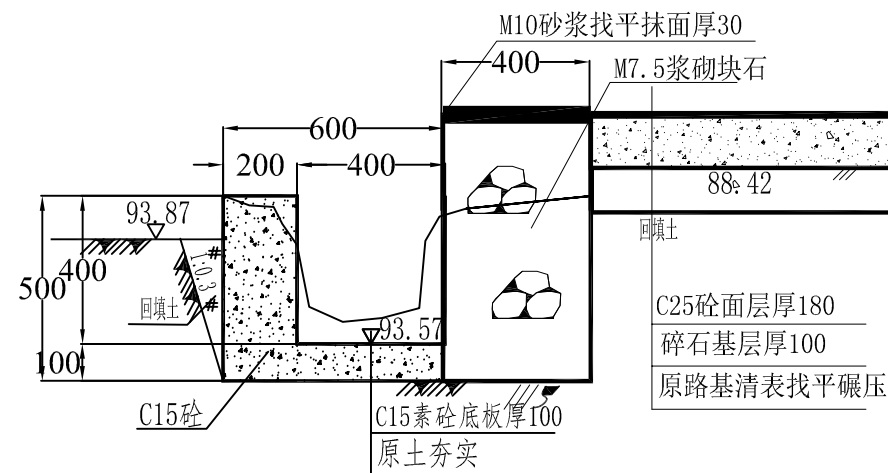 M10砂浆找平抹面厚30
400
M7.5浆砌块石
600
200
400
88.42
93.87
回填土
500
400
1:0.3
回填土
93.57
C25砼面层厚180
碎石基层厚100
100
原路基清表找平碾压
C15砼
C15素砼底板厚100
原土夯实